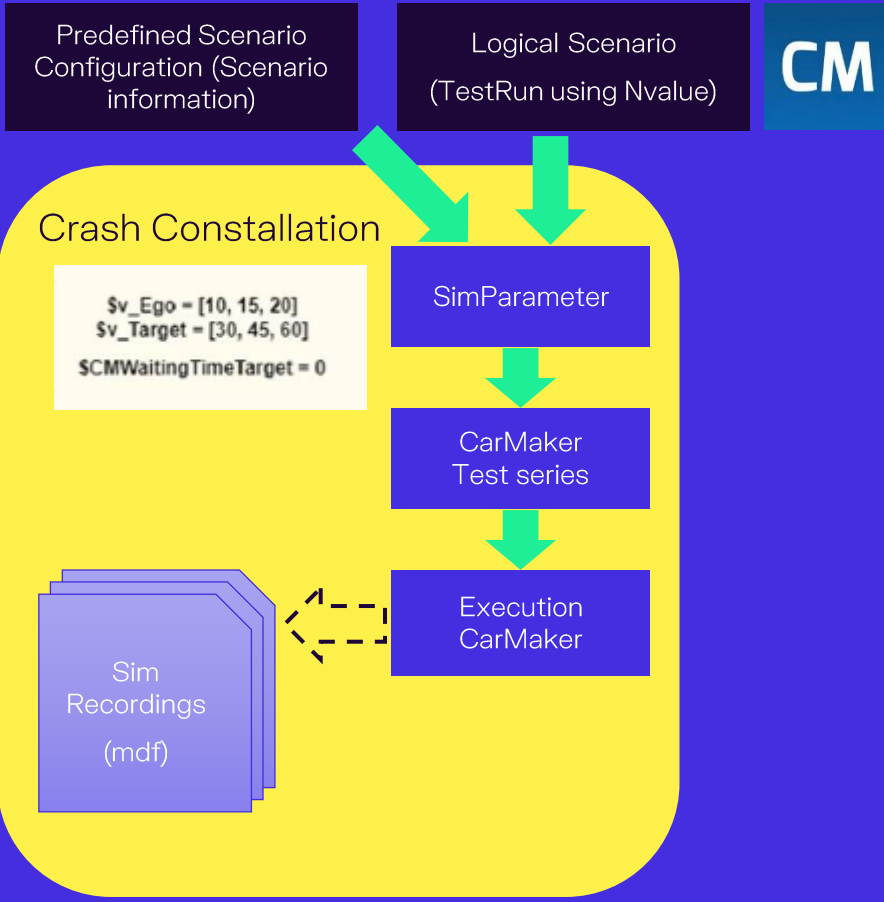 Predefined Scenario
Configuration (Scenario
information)
Logical Scenario
(TestRun using Nvalue)
CM
Crash Constallation
$v_Ego = [10, 15, 20]
$v_Target = [30, 45, 60]
$CMWaitingTimeTarget = 0
SimParameter
CarMaker
Test series
Execution
CarMaker
Sim
Recordings
(mdf)